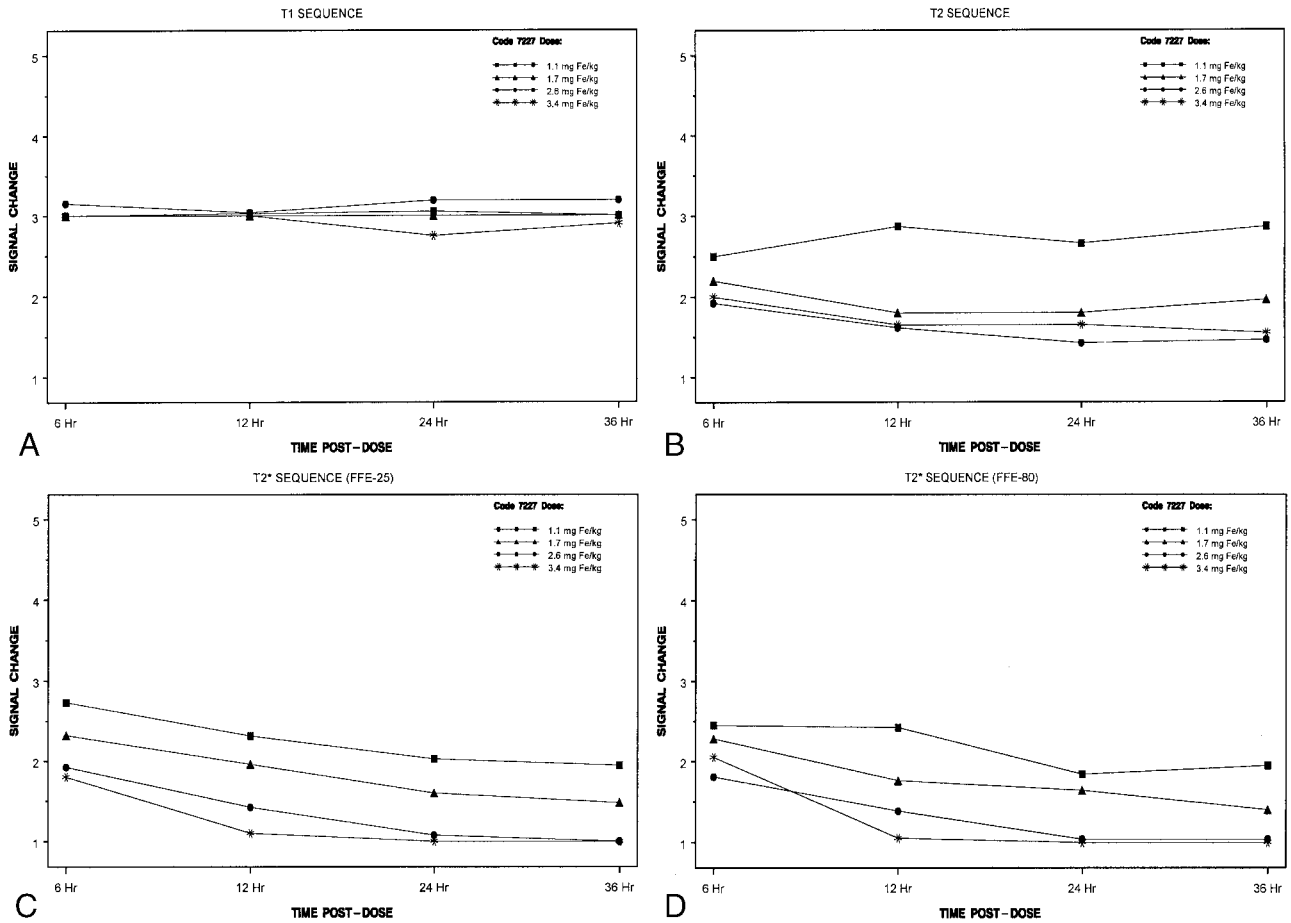 T1 SEQUENCE
Code 7227 Dose:
1.1 mg Fe/kg
1.7 mg Fe/kg
2.6 mg Fe/kg
3.4 mg Fe/kg
5
4
3
2
1
SIGNAL CHANGE
6 Hr 12 Hr 24 Hr 36 Hr
TIME POST-DOSE
A
T2 SEQUENCE
Code 7227 Dose:
1.1 mg Fe/kg
1.7 mg Fe/kg
2.6 mg Fe/kg
3.4 mg Fe/kg
5
4
3
2
1
SIGNAL CHANGE
6 Hr 12 Hr 24 Hr 36 Hr
TIME POST-DOSE
B
T2* SEQUENCE (FFE-25)
Code 7227 Dose:
1.1 mg Fe/kg
1.7 mg Fe/kg
2.6 mg Fe/kg
3.4 mg Fe/kg
5
4
3
2
1
SIGNAL CHANGE
6 Hr 12 Hr 24 Hr 36 Hr
TIME POST-DOSE
C
T2* SEQUENCE (FFE-80)
Code 7227 Dose:
1.1 mg Fe/kg
1.7 mg Fe/kg
2.6 mg Fe/kg
3.4 mg Fe/kg
5
4
3
2
1
SIGNAL CHANGE
6 Hr 12 Hr 24 Hr 36 Hr
TIME POST-DOSE
D